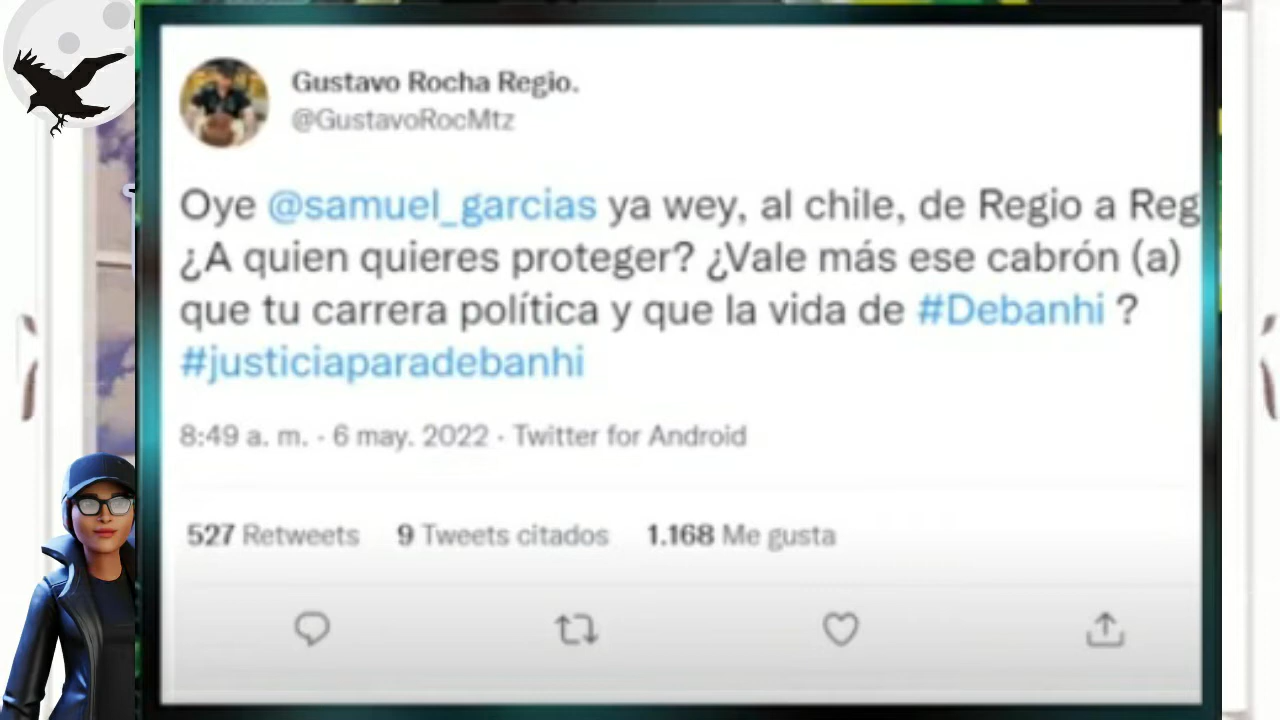 Gustavo Rocha Regio.
@GustavoRocMtz
Oye @samuel_garcias ya wey, al chile, de Regio a Reg
¿A quien quieres proteger? ¿Vale más ese cabrón (a)
que tu carrera política y que la vida de #Debanhi ?
#justiciaparadebanhi
8:49 a. m. · 6 may. 2022 · Twitter for Android
527 Retweets 9 Tweets citados 1.168 Me gusta